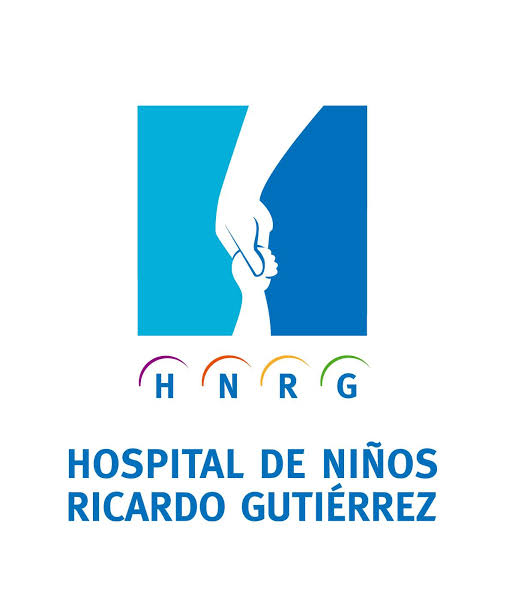 H N R G
HOSPITAL DE NIÑOS
RICARDO GUTIÉRREZ